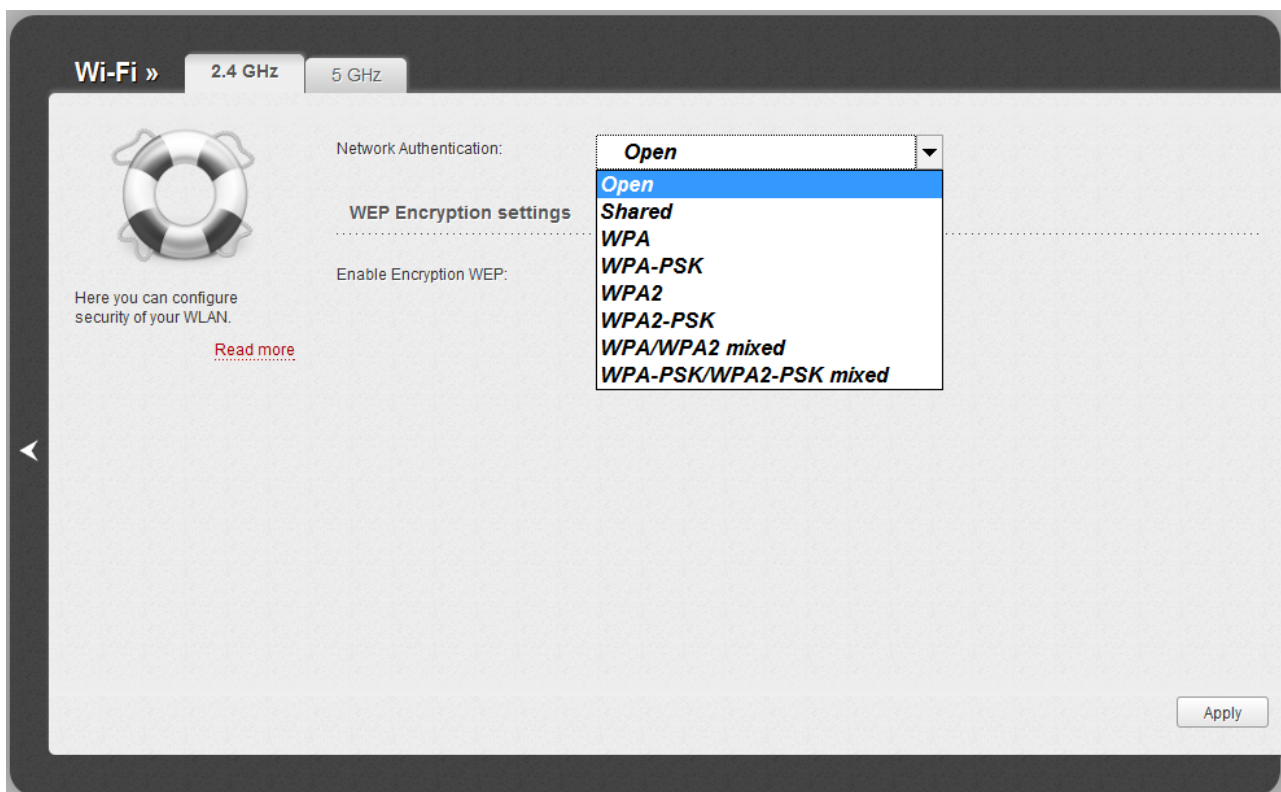 Wi-Fi »
2.4 GHz
5 GHz
Network Authentication:
Open
Open
Shared
WPA
WPA-PSK
WPA2
WPA2-PSK
WPA/WPA2 mixed
WPA-PSK/WPA2-PSK mixed
WEP Encryption settings
Enable Encryption WEP:
Here you can configure
security of your WLAN.
Read more
Apply